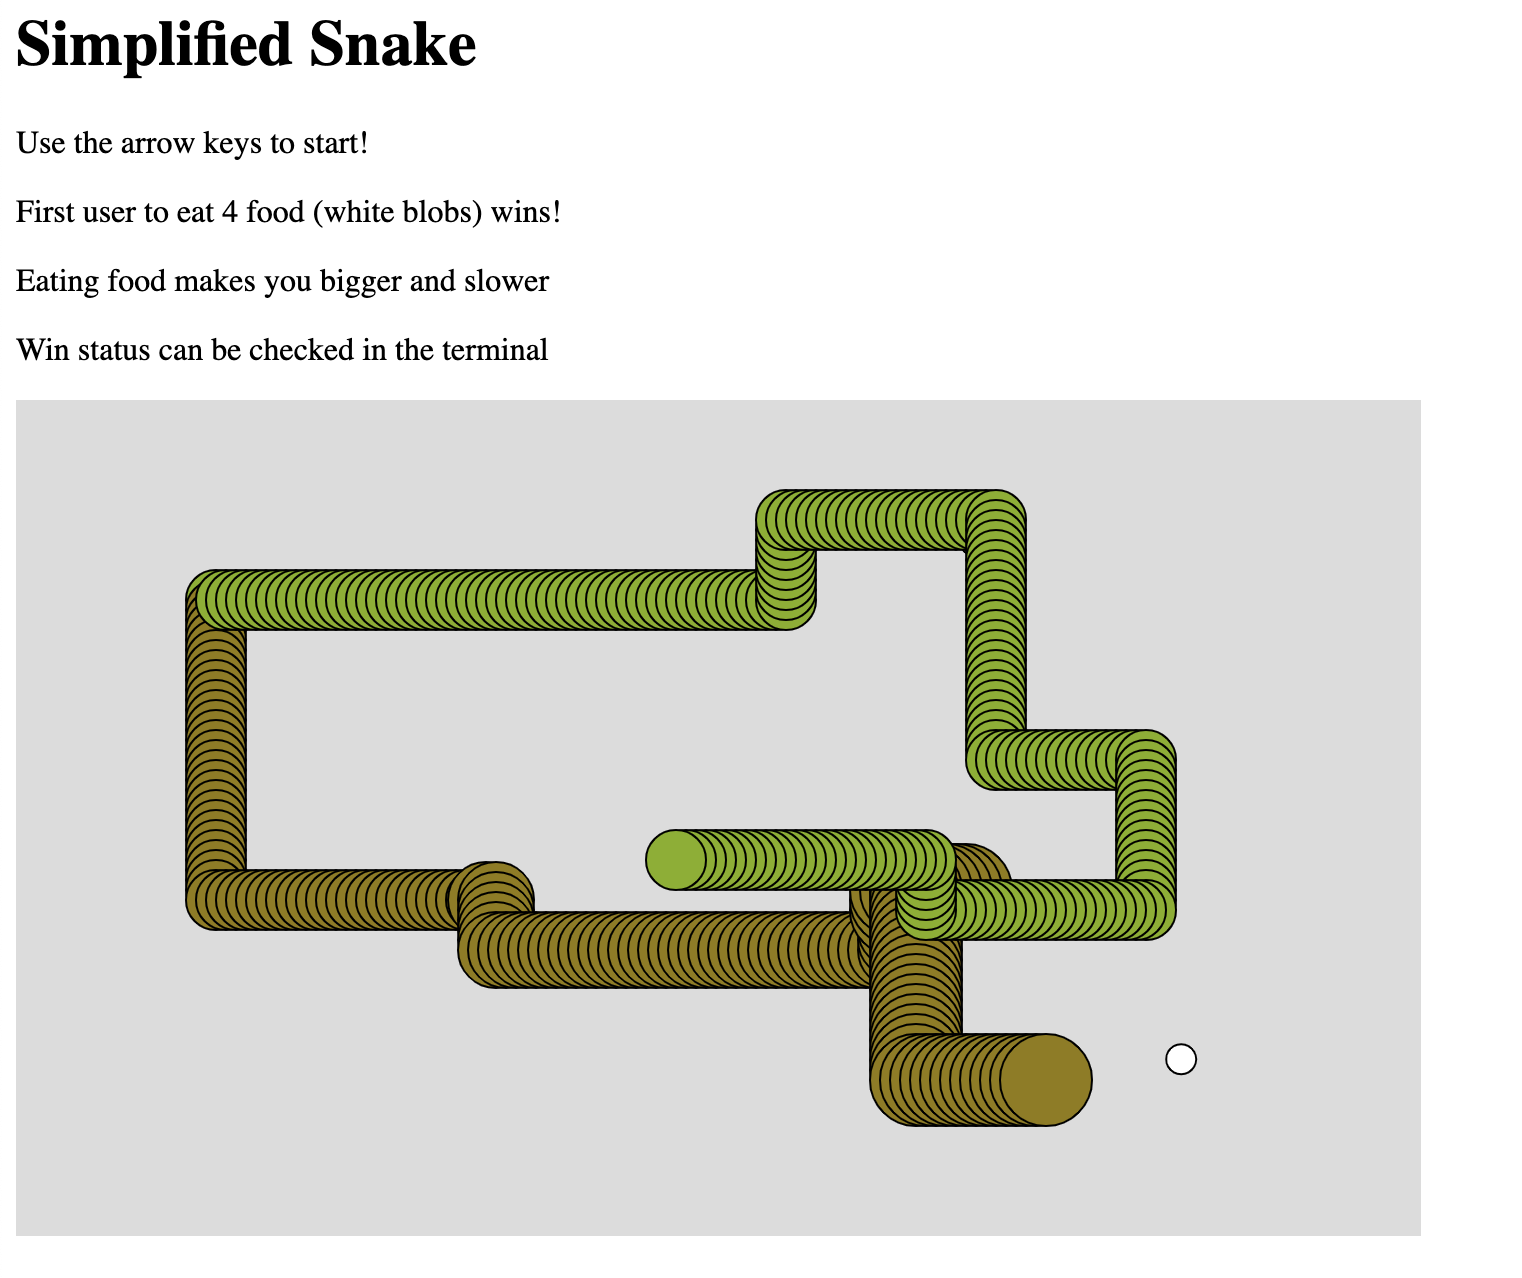 Simplified Snake
Use the arrow keys to start!
First user to eat 4 food (white blobs) wins!
Eating food makes you bigger and slower
Win status can be checked in the terminal